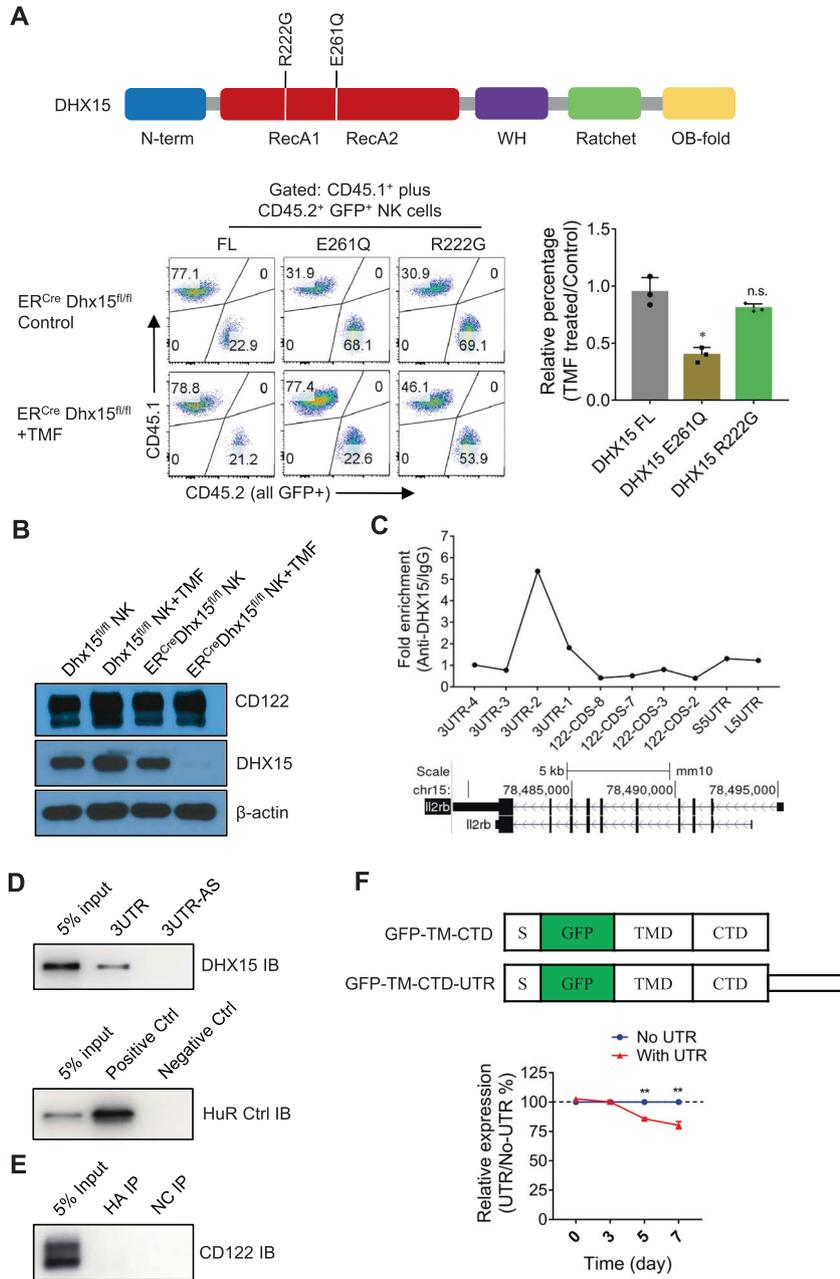 A
R222G
E261Q
DHX15
N-term
RecA1
RecA2
WH
Ratchet
OB-fold
Gated: CD45.1+ plus
CD45.2+ GFP+ NK cells
FL
E261Q
R222G
ER^Cre Dhx15^fl/fl
Control
77.1
0
0
22.9
31.9
0
0
68.1
30.9
0
0
69.1
ER^Cre Dhx15^fl/fl
+TMF
78.8
0
0
21.2
77.4
0
0
22.6
46.1
0
0
53.9
CD45.1
CD45.2 (all GFP+)
Relative percentage
(TMF treated/Control)
1.5
1.0
0.5
0.0
*
n.s.
DHX15 FL
DHX15 E261Q
DHX15 R222G
B
Dhx15^fl/fl NK
Dhx15^fl/fl NK+TMF
ER^CreDhx15^fl/fl NK
ER^CreDhx15^fl/fl NK+TMF
CD122
DHX15
β-actin
C
Fold enrichment
(Anti-DHX15/IgG)
7
6
5
4
3
2
1
0
3UTR-4
3UTR-3
3UTR-2
3UTR-1
122-CDS-8
122-CDS-7
122-CDS-3
122-CDS-2
S5UTR
L5UTR
Scale
5 kb
mm10
chr15:
78,485,000
78,490,000
78,495,000
Il2rb
Il2rb
D
5% input
3UTR
3UTR-AS
DHX15 IB
5% input
Positive Ctrl
Negative Ctrl
HuR Ctrl IB
E
5% Input
HA IP
NC IP
CD122 IB
F
GFP-TM-CTD
S
GFP
TMD
CTD
GFP-TM-CTD-UTR
S
GFP
TMD
CTD
No UTR
With UTR
Relative expression
(UTR/No-UTR %)
125
100
75
50
25
0
**
**
0
3
5
7
Time (day)